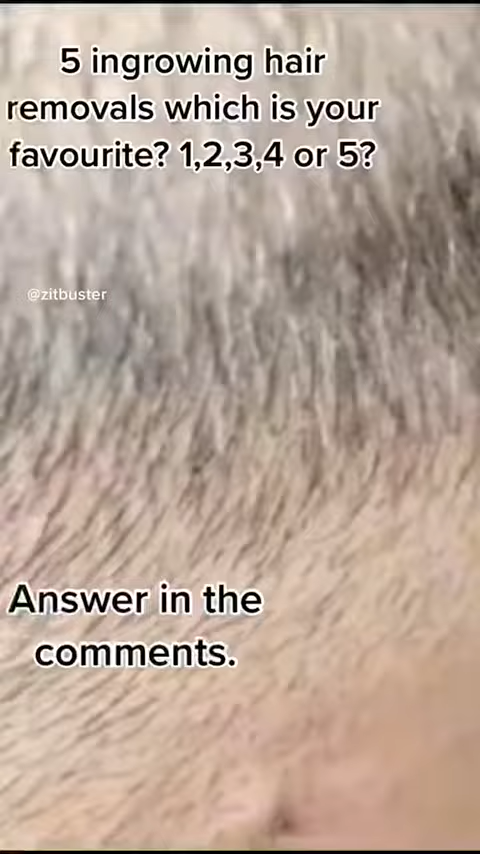 5 ingrowing hair
removals which is your
favourite? 1,2,3,4 or 5?
@zitbuster
Answer in the
comments.